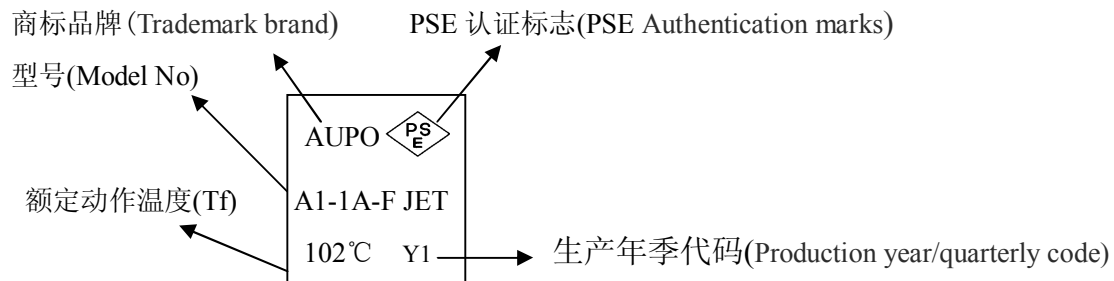 商标品牌(Trademark brand) PSE 认证标志(PSE Authentication marks)
型号(Model No)
AUPO PSE
额定动作温度(Tf) A1-1A-F JET
102℃ Y1 生产年季代码(Production year/quarterly code)